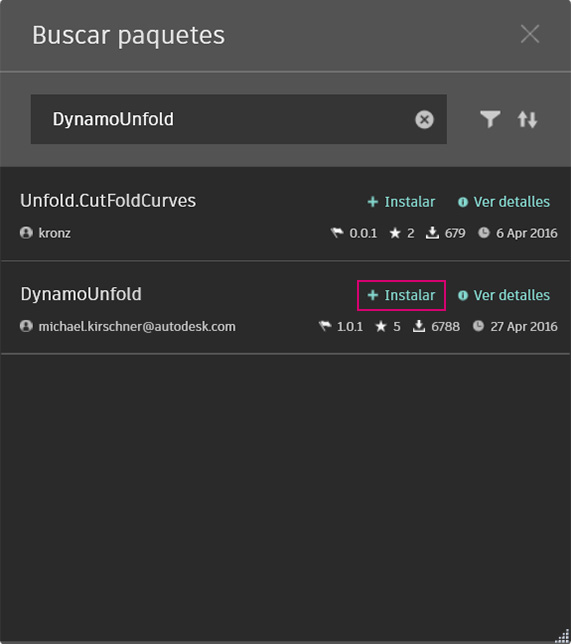 Buscar paquetes
DynamoUnfold
Unfold.CutFoldCurves Instalar Ver detalles
kronz 0.0.1 2 679 6 Apr 2016
DynamoUnfold Instalar Ver detalles
michael.kirschner@autodesk.com 1.0.1 5 6788 27 Apr 2016